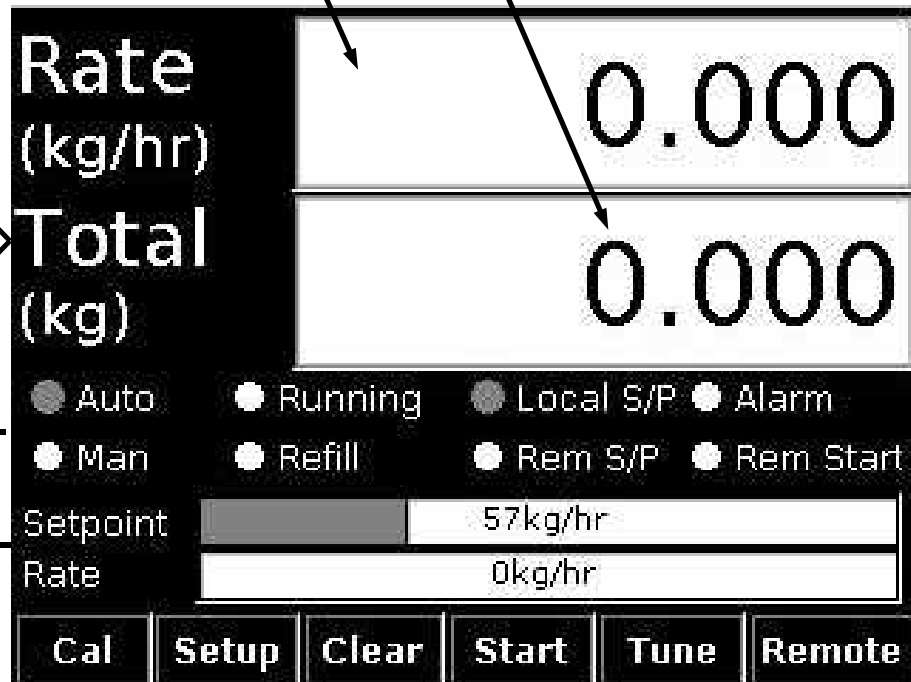 Rate 0.000
(kg/hr)
Total 0.000
(kg)
Auto Running Local S/P Alarm
Man Refill Rem S/P Rem Start
Setpoint 57kg/hr
Rate 0kg/hr
Cal Setup Clear Start Tune Remote